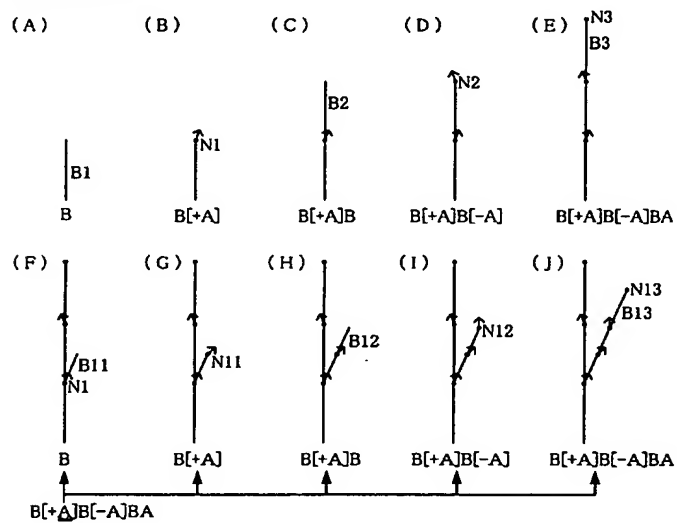 (A) (B) (C) (D) (E)
N3
B3
N2
B2
N1
B1
B B[+A] B[+A]B B[+A]B[-A] B[+A]B[-A]BA
(F) (G) (H) (I) (J)
N13
B13
N12
B12
N11
B11
N1
B B[+A] B[+A]B B[+A]B[-A] B[+A]B[-A]BA
B[+A]B[-A]BA